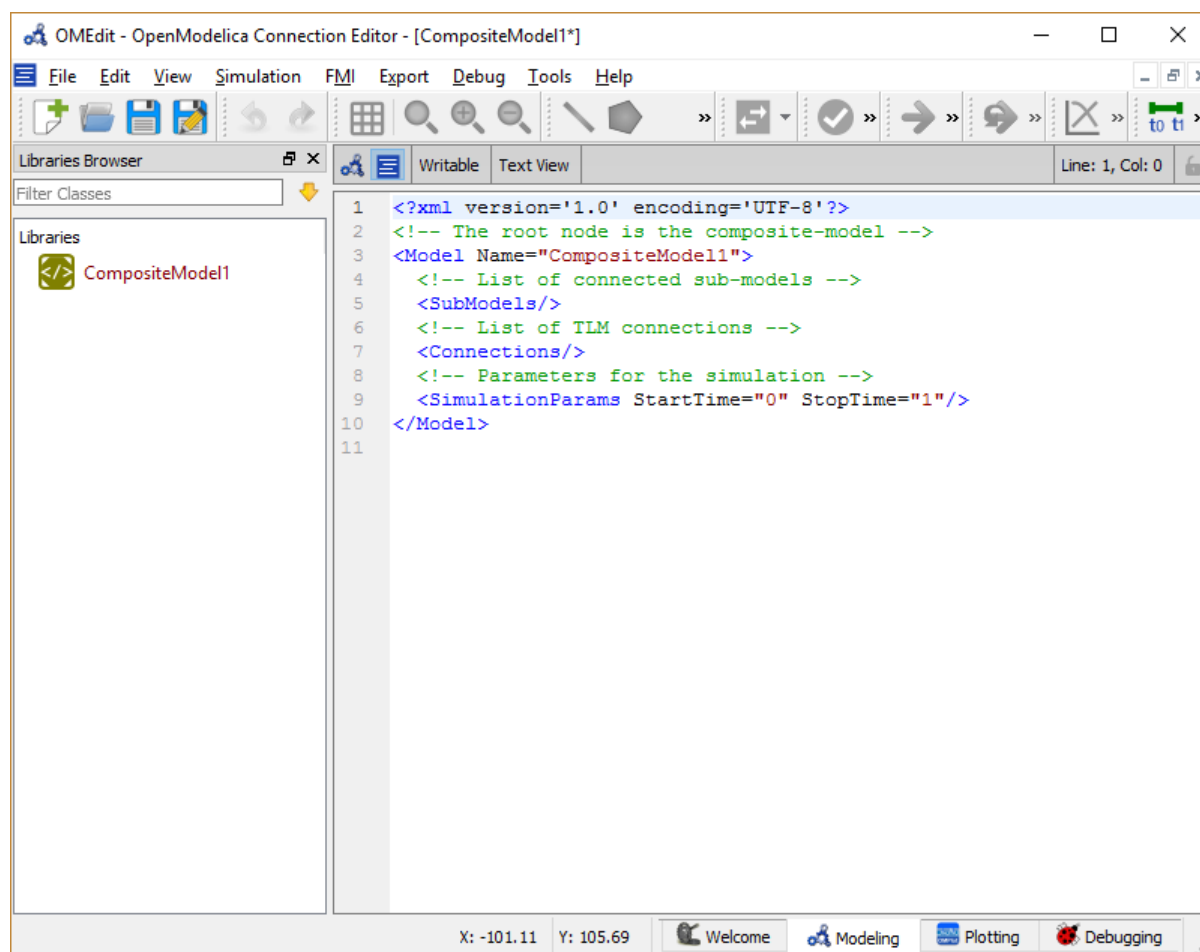 OMEdit - OpenModelica Connection Editor - [CompositeModel1*]
File Edit View Simulation FMI Export Debug Tools Help
t0 t1
Libraries Browser
Writable Text View Line: 1, Col: 0
Filter Classes
Libraries
CompositeModel1
1 <?xml version='1.0' encoding='UTF-8'?>
2 <!-- The root node is the composite-model -->
3 <Model Name="CompositeModel1">
4 <!-- List of connected sub-models -->
5 <SubModels/>
6 <!-- List of TLM connections -->
7 <Connections/>
8 <!-- Parameters for the simulation -->
9 <SimulationParams StartTime="0" StopTime="1"/>
10 </Model>
11
X: -101.11 Y: 105.69 Welcome Modeling Plotting Debugging